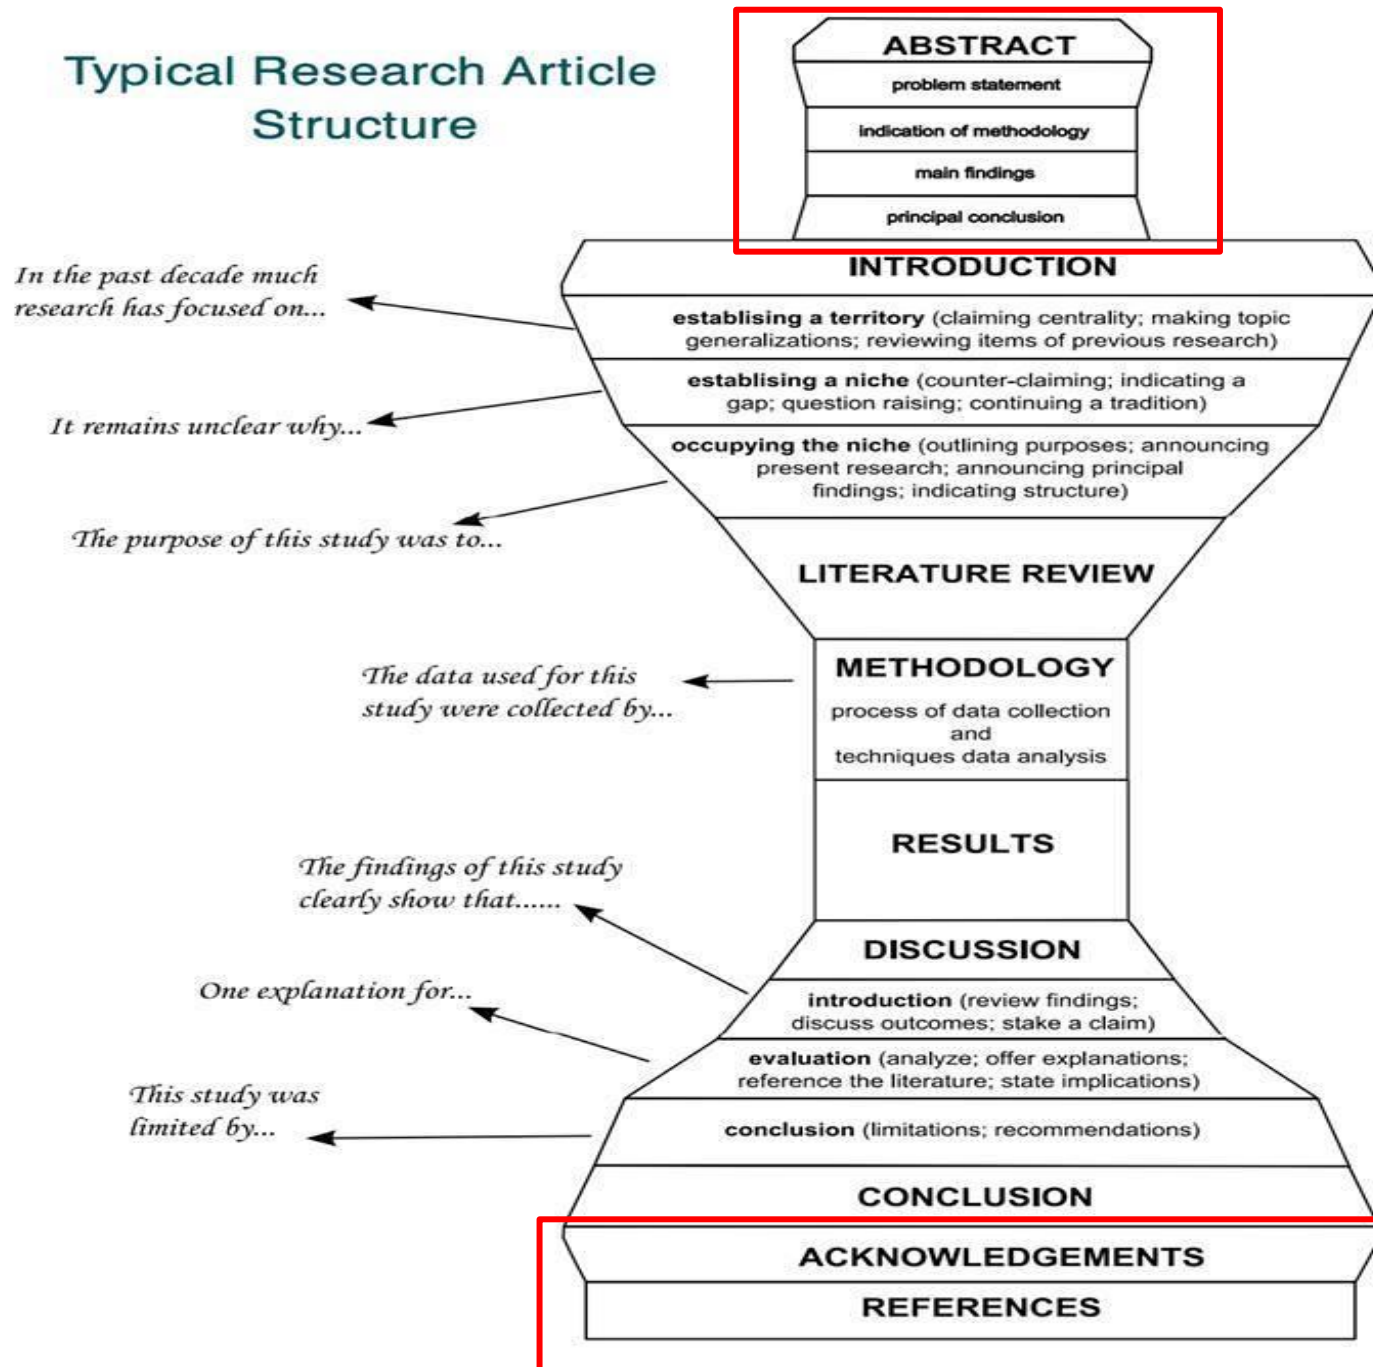 Typical Research Article
Structure
ABSTRACT
problem statement
indication of methodology
main findings
principal conclusion
INTRODUCTION
In the past decade much
research has focused on...
establising a territory (claiming centrality; making topic
generalizations; reviewing items of previous research)
establising a niche (counter-claiming; indicating a
gap; question raising; continuing a tradition)
It remains unclear why...
occupying the niche (outlining purposes; announcing
present research; announcing principal
findings; indicating structure)
The purpose of this study was to...
LITERATURE REVIEW
METHODOLOGY
The data used for this
study were collected by...
process of data collection
and
techniques data analysis
RESULTS
The findings of this study
clearly show that......
DISCUSSION
introduction (review findings;
discuss outcomes; stake a claim)
One explanation for...
evaluation (analyze; offer explanations;
reference the literature; state implications)
This study was
limited by...
conclusion (limitations; recommendations)
CONCLUSION
ACKNOWLEDGEMENTS
REFERENCES